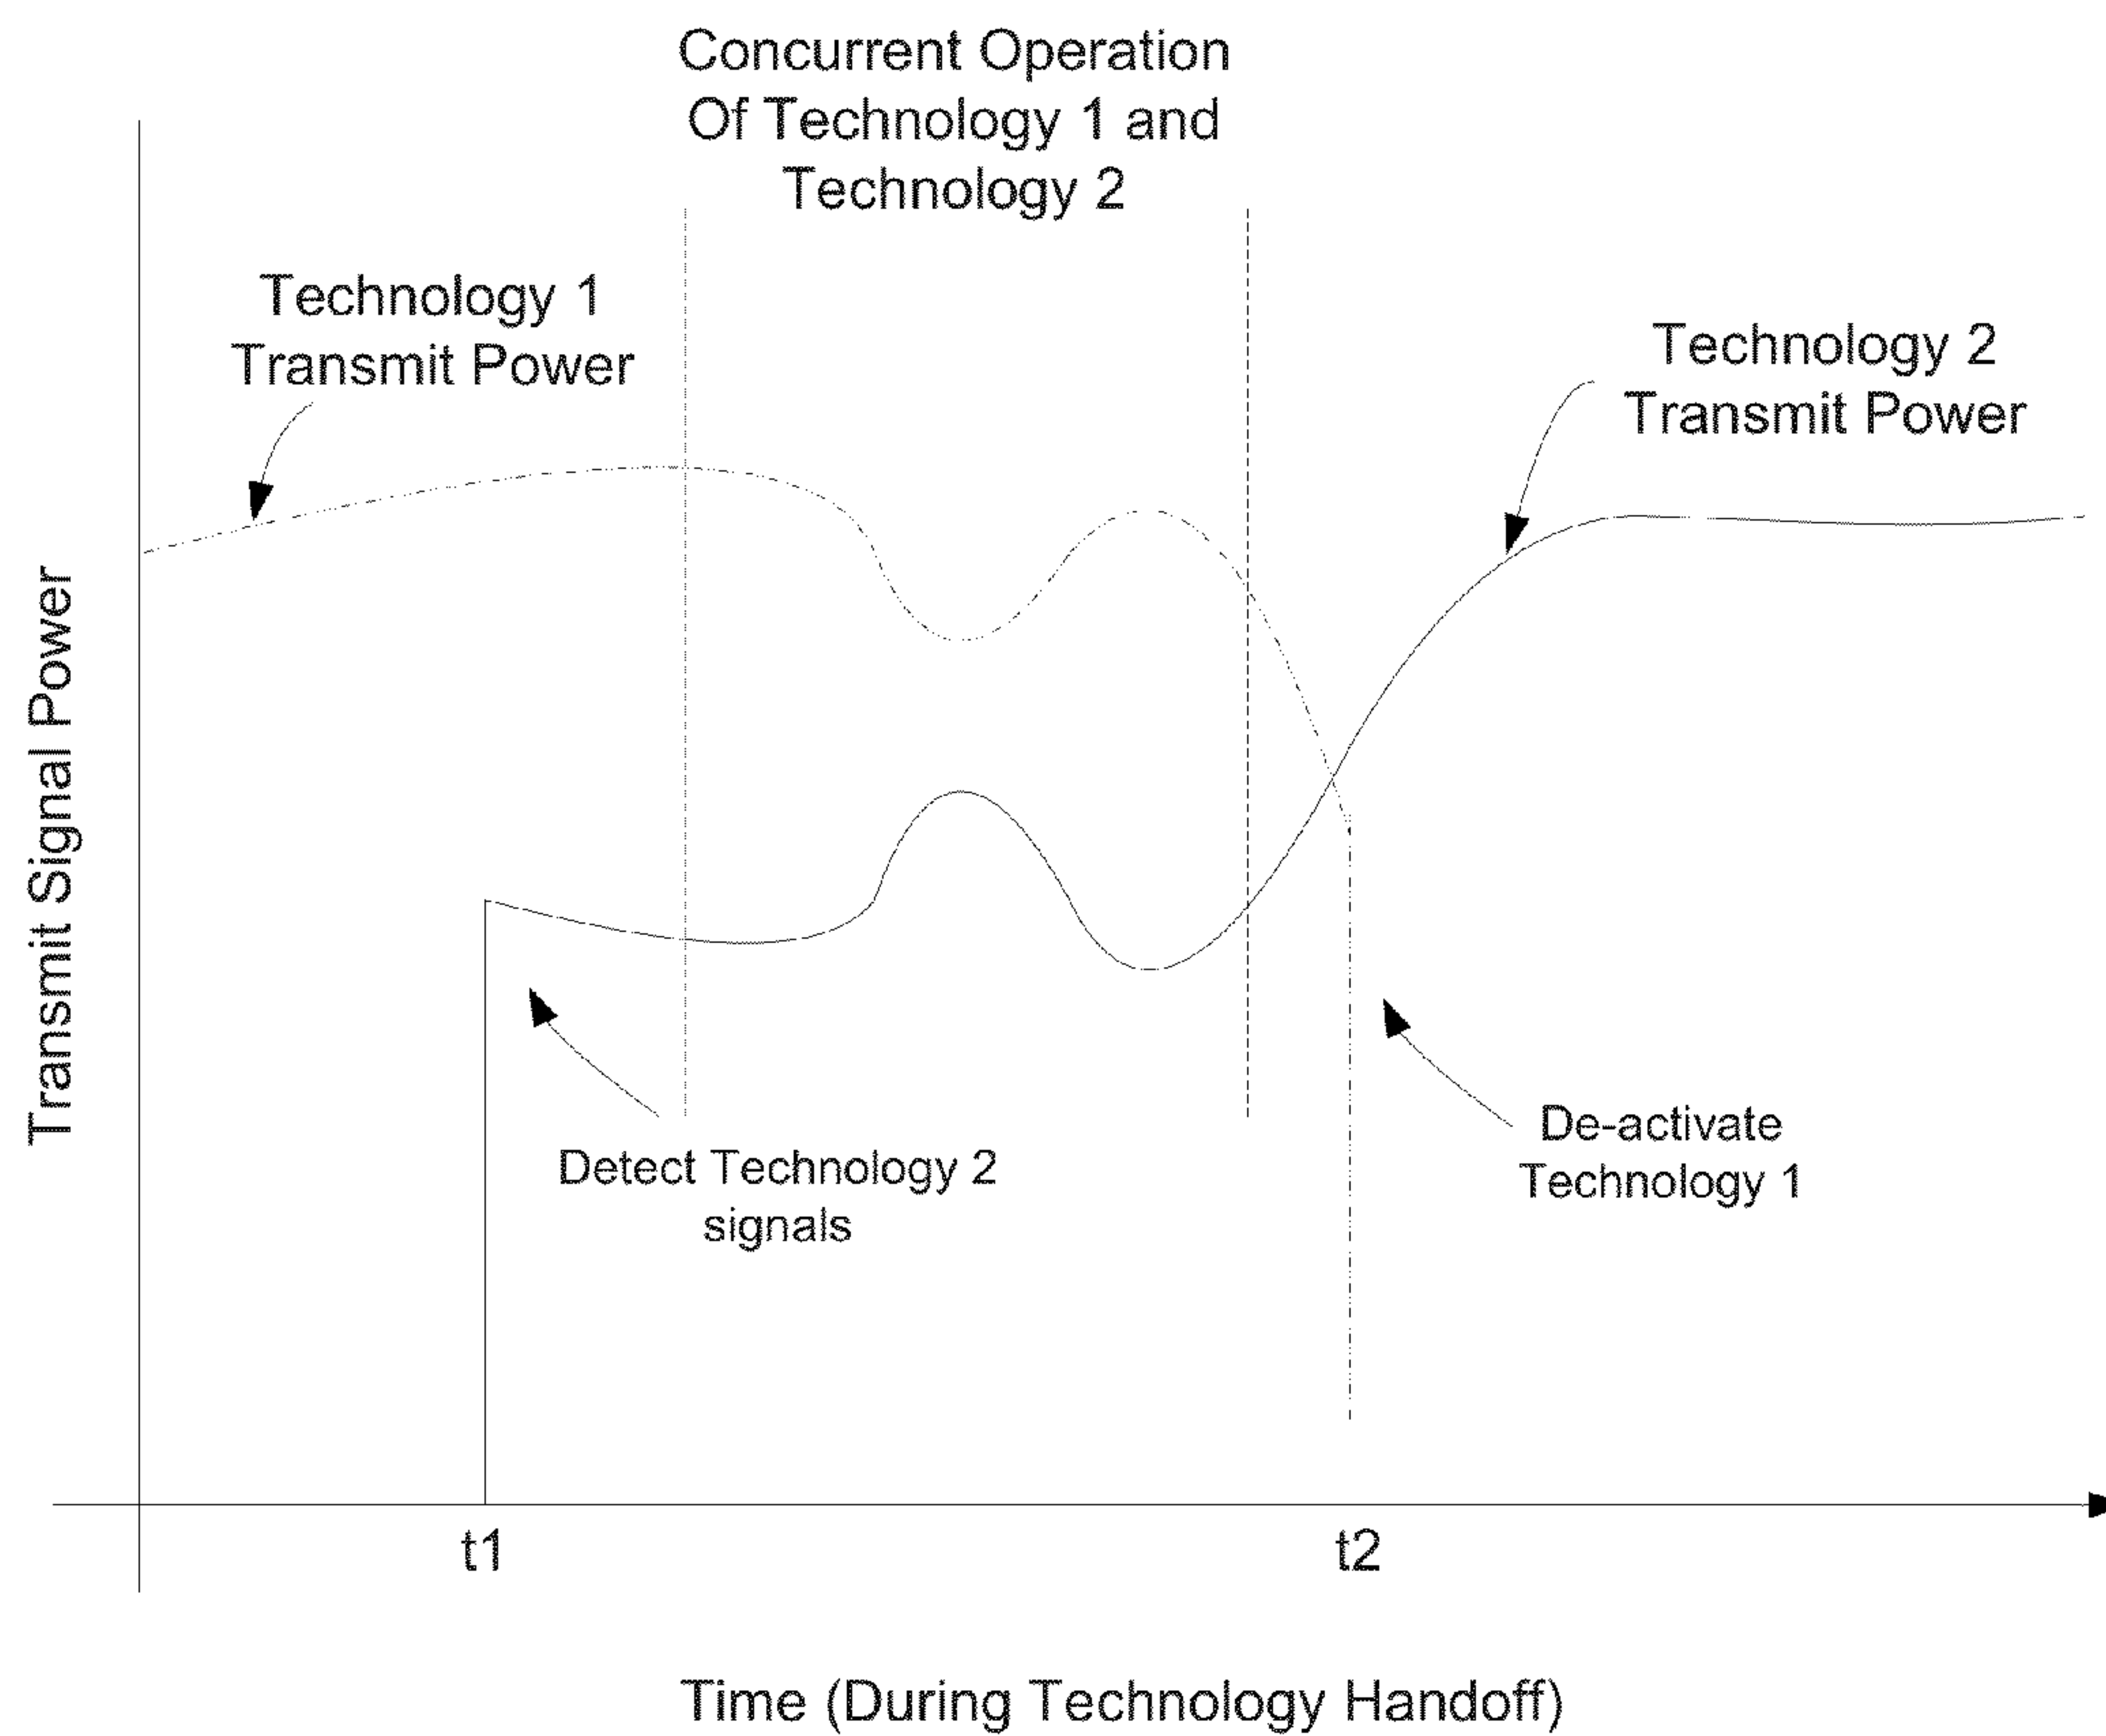 Concurrent Operation
Of Technology 1 and
Technology 2
Technology 1
Transmit Power
Technology 2
Transmit Power
Transmit Signal Power
Detect Technology 2
signals
De-activate
Technology 1
t1
t2
Time (During Technology Handoff)